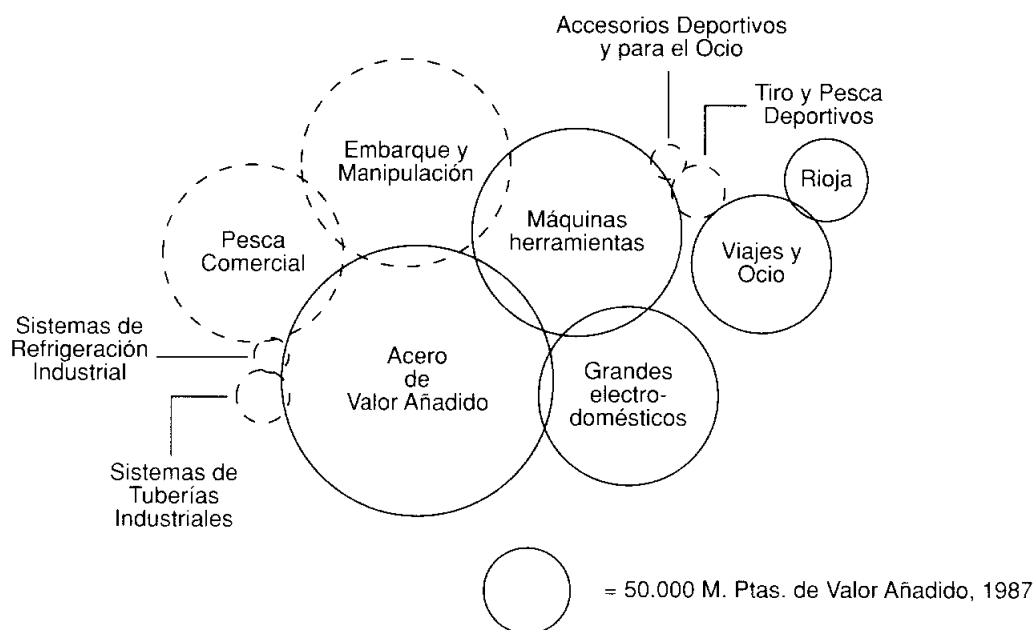 Accesorios Deportivos
y para el Ocio
Tiro y Pesca
Deportivos
Embarque y
Manipulación
Rioja
Máquinas
herramientas
Pesca
Comercial
Viajes y
Ocio
Sistemas de
Refrigeración
Industrial
Acero
de
Valor Añadido
Grandes
electro-
domésticos
Sistemas de
Tuberías
Industriales
= 50.000 M. Ptas. de Valor Añadido, 1987